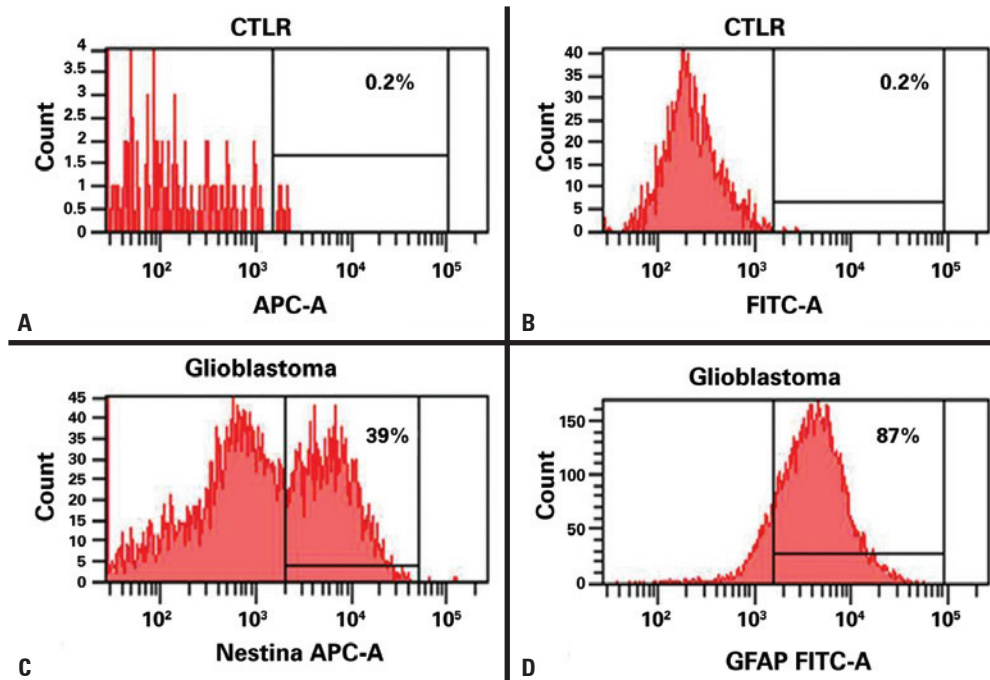 CTLR
4
3.5
3
2.5
2
1.5
1
0.5
0
Count
0.2%
10² 10³ 10⁴ 10⁵
APC-A
A
CTLR
40
35
30
25
20
15
10
5
0
Count
0.2%
10² 10³ 10⁴ 10⁵
FITC-A
B
Glioblastoma
45
40
35
30
25
20
15
10
5
0
Count
39%
10² 10³ 10⁴ 10⁵
Nestina APC-A
C
Glioblastoma
150
100
50
0
Count
87%
10² 10³ 10⁴ 10⁵
GFAP FITC-A
D